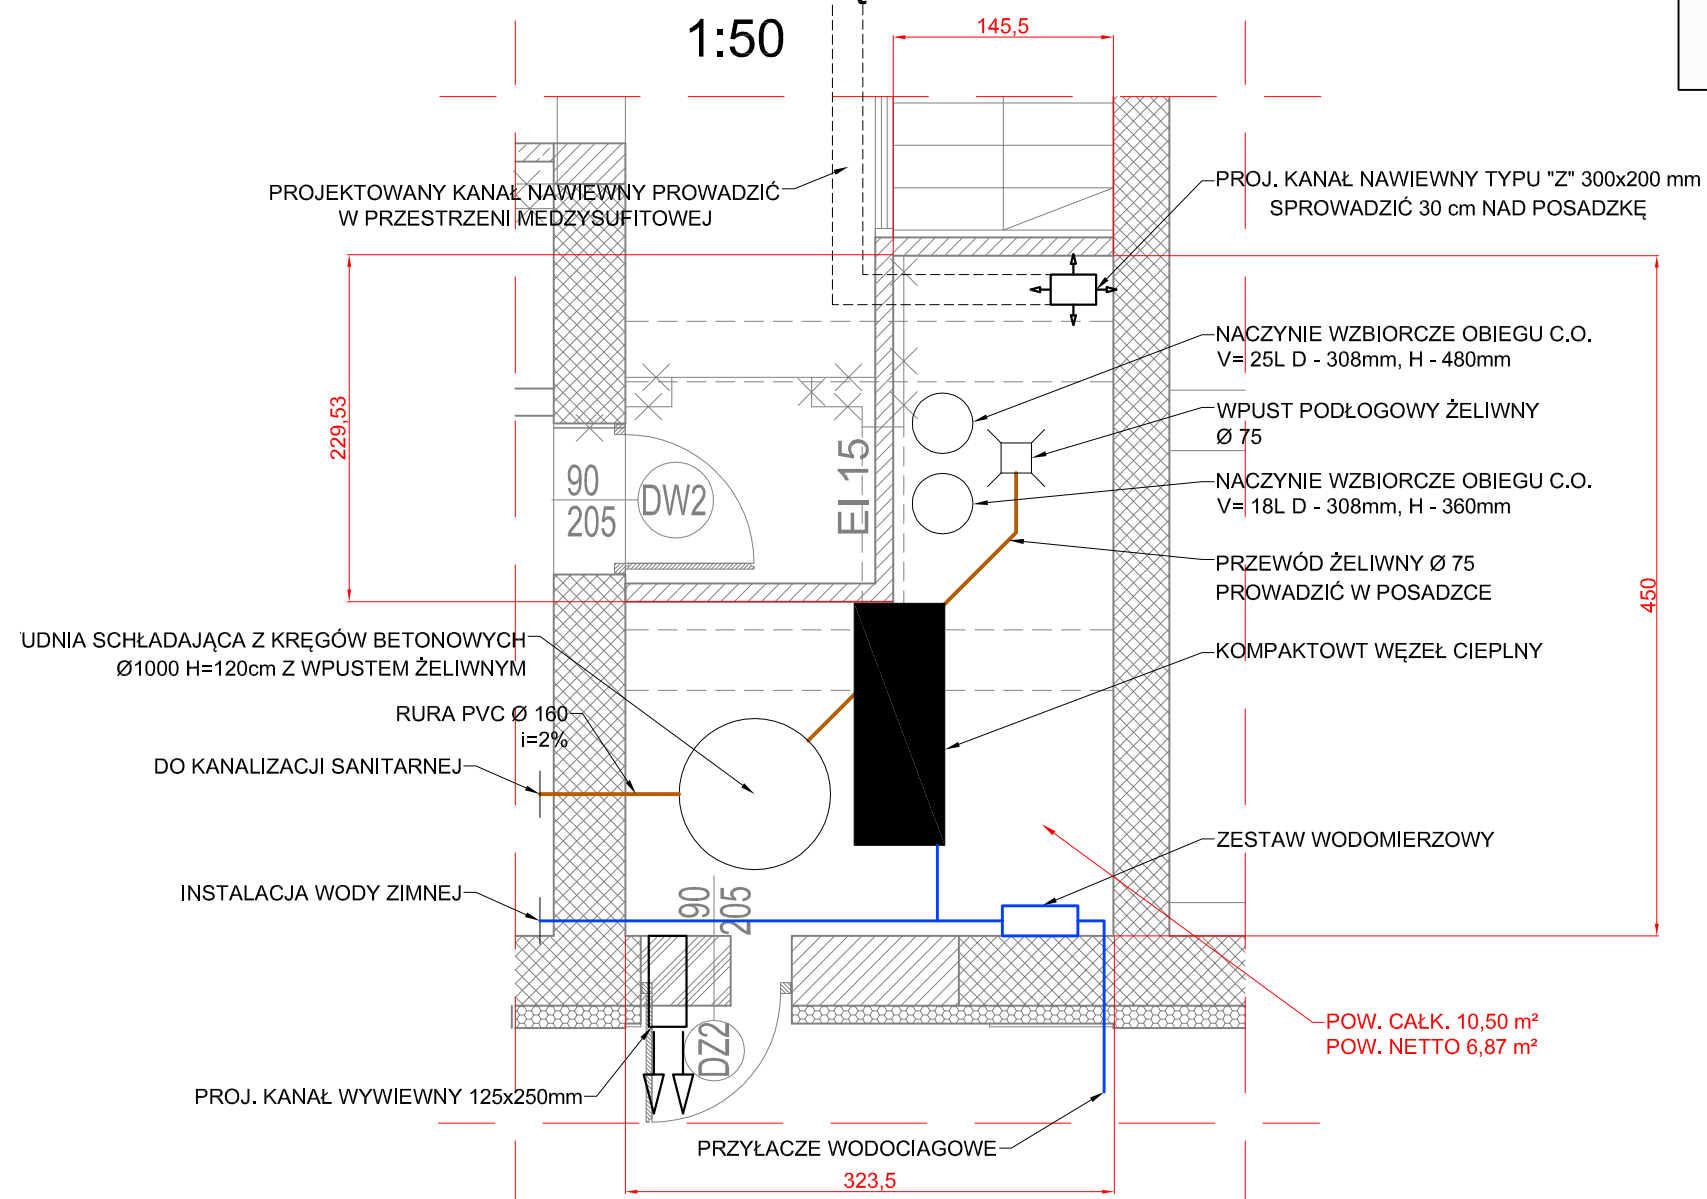 1:50
145,5
PROJEKTOWANY KANAŁ NAWIEWNY PROWADZIĆ
W PRZESTRZENI MEDZYSUFITOWEJ
PROJ. KANAŁ NAWIEWNY TYPU "Z" 300x200 mm
SPROWADZIĆ 30 cm NAD POSADZKĘ
NACZYNIE WZBIORCZE OBIEGU C.O.
V= 25L D - 308mm, H - 480mm
WPUST PODŁOGOWY ŻELIWNY
Ø 75
229,53
90
205
DW2
EI 15
NACZYNIE WZBIORCZE OBIEGU C.O.
V= 18L D - 308mm, H - 360mm
PRZEWÓD ŻELIWNY Ø 75
PROWADZIĆ W POSADZCE
450
UDNIA SCHŁADAJĄCA Z KRĘGÓW BETONOWYCH
Ø1000 H=120cm Z WPUSTEM ŻELIWNYM
KOMPAKTOWT WĘZEŁ CIEPLNY
RURA PVC Ø 160
i=2%
DO KANALIZACJI SANITARNEJ
ZESTAW WODOMIERZOWY
INSTALACJA WODY ZIMNEJ
90
205
DZ2
POW. CAŁK. 10,50 m²
POW. NETTO 6,87 m²
PROJ. KANAŁ WYWIEWNY 125x250mm
PRZYŁACZE WODOCIAGOWE
323,5